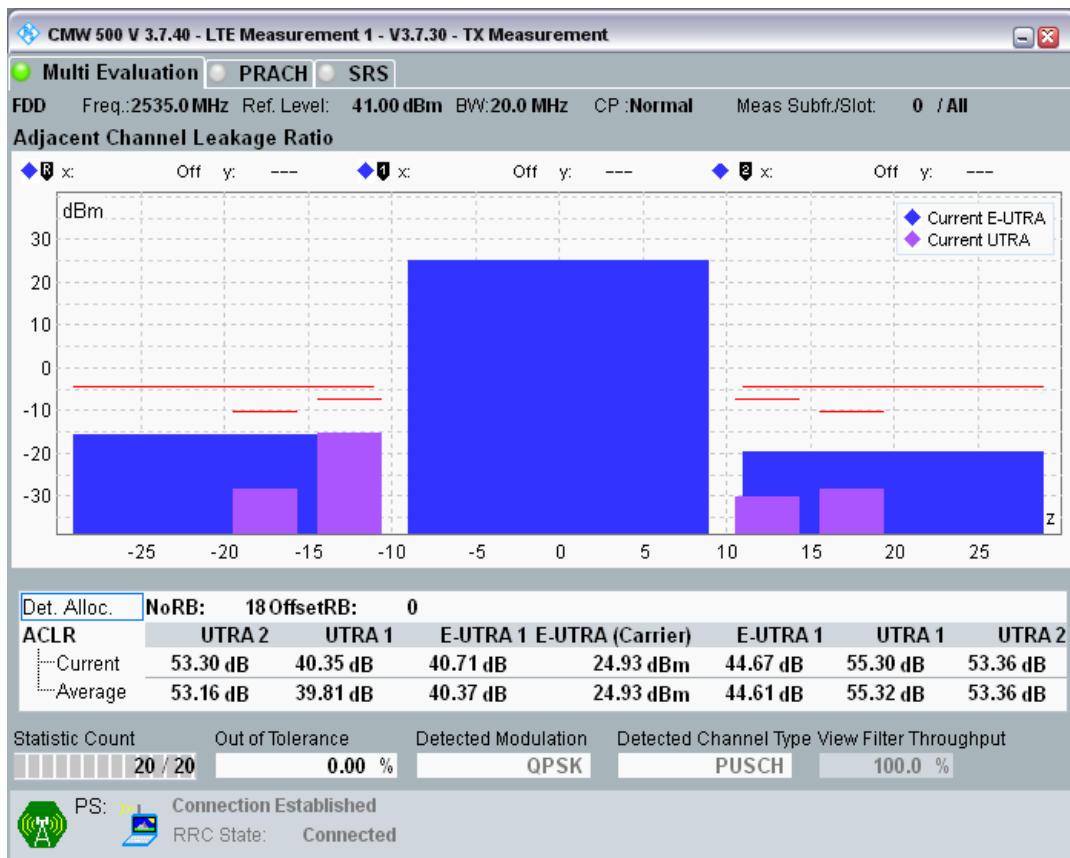 CMW 500 V 3.7.40 - LTE Measurement 1 - V3.7.30 - TX Measurement
Multi Evaluation PRACH SRS
FDD Freq.:2535.0 MHz Ref. Level: 41.00 dBm BW:20.0 MHz CP :Normal Meas Subfr./Slot: 0 / All
Adjacent Channel Leakage Ratio
R x: Off y: --- 1 x: Off y: --- 2 x: Off y: ---
dBm
Current E-UTRA
Current UTRA
30
20
10
0
-10
-20
-30
z
-25 -20 -15 -10 -5 0 5 10 15 20 25
Det. Alloc. NoRB: 18 OffsetRB: 0
ACLR UTRA 2 UTRA 1 E-UTRA 1 E-UTRA (Carrier) E-UTRA 1 UTRA 1 UTRA 2
Current 53.30 dB 40.35 dB 40.71 dB 24.93 dBm 44.67 dB 55.30 dB 53.36 dB
Average 53.16 dB 39.81 dB 40.37 dB 24.93 dBm 44.61 dB 55.32 dB 53.36 dB
Statistic Count Out of Tolerance Detected Modulation Detected Channel Type View Filter Throughput
20 / 20 0.00 % QPSK PUSCH 100.0 %
PS: Connection Established
RRC State: Connected